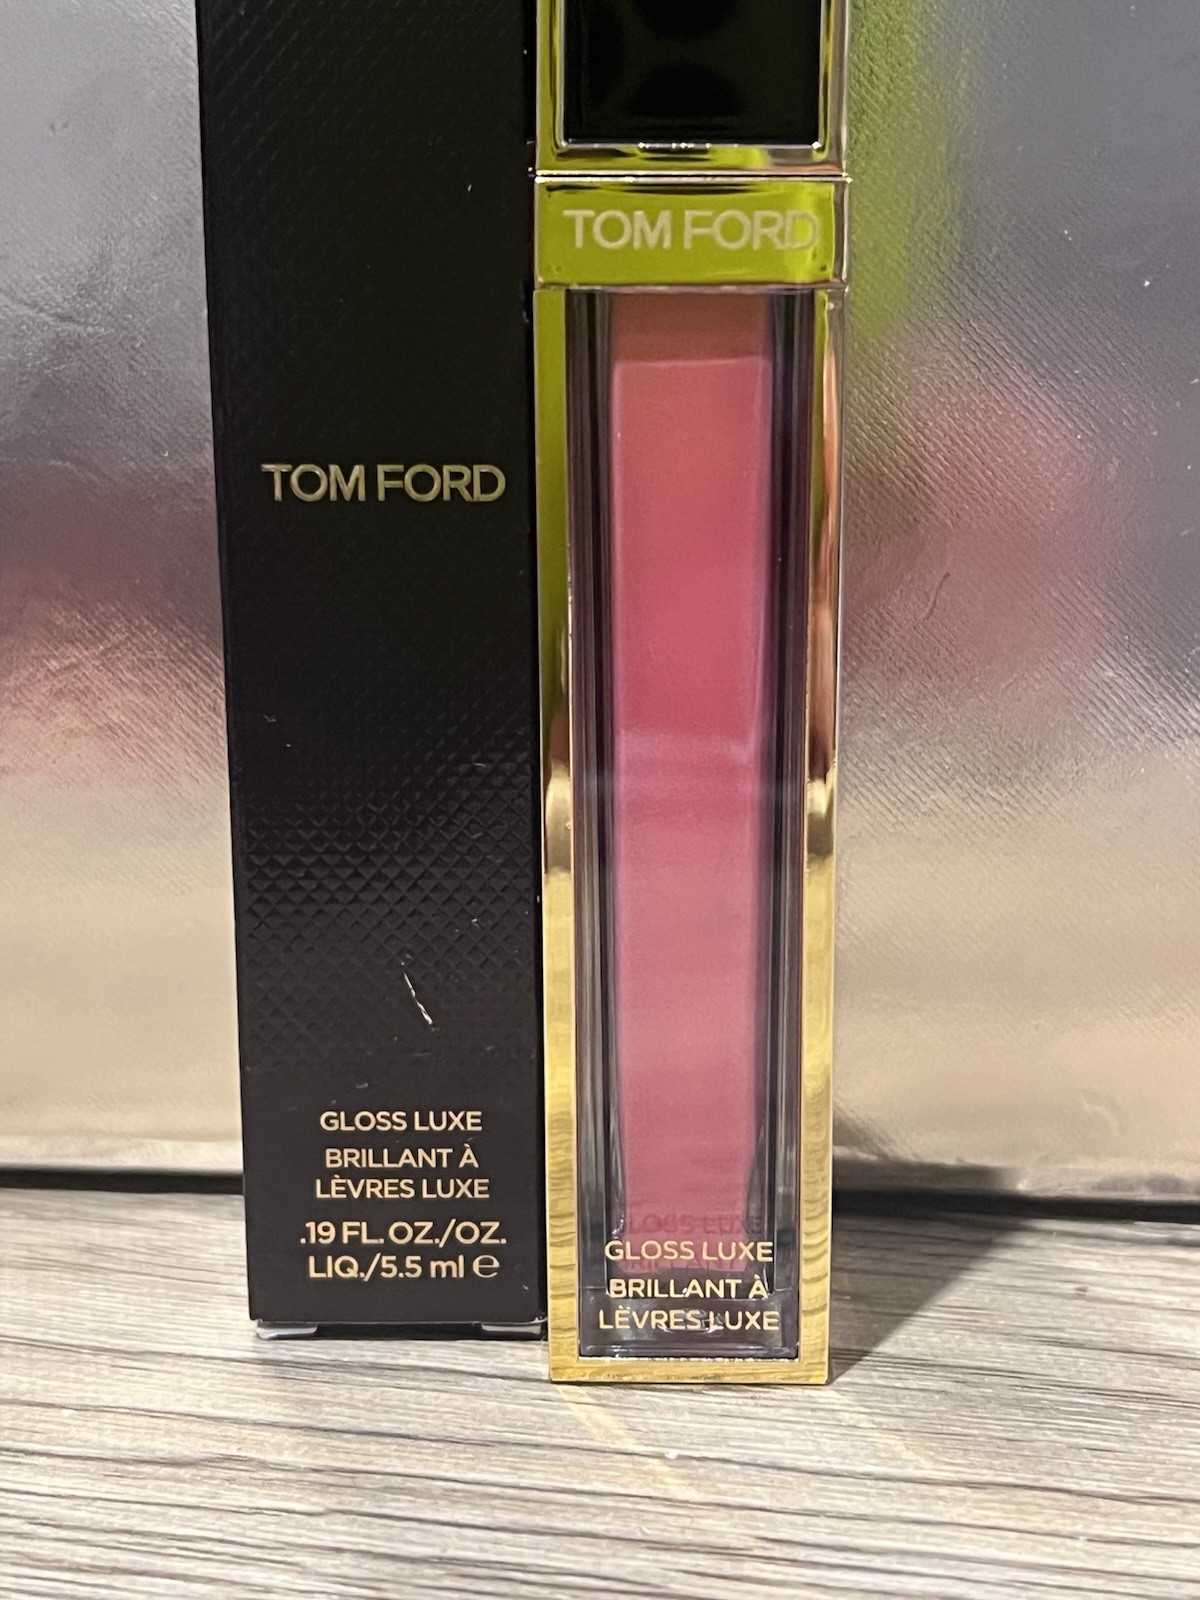 TOM FORD
GLOSS LUXE
BRILLANT À
LÈVRES LUXE
.19 FL. OZ./OZ.
LIQ./5.5 ml ℮
TOM FORD
GLOSS LUXE
BRILLANT À
LÈVRES LUXE